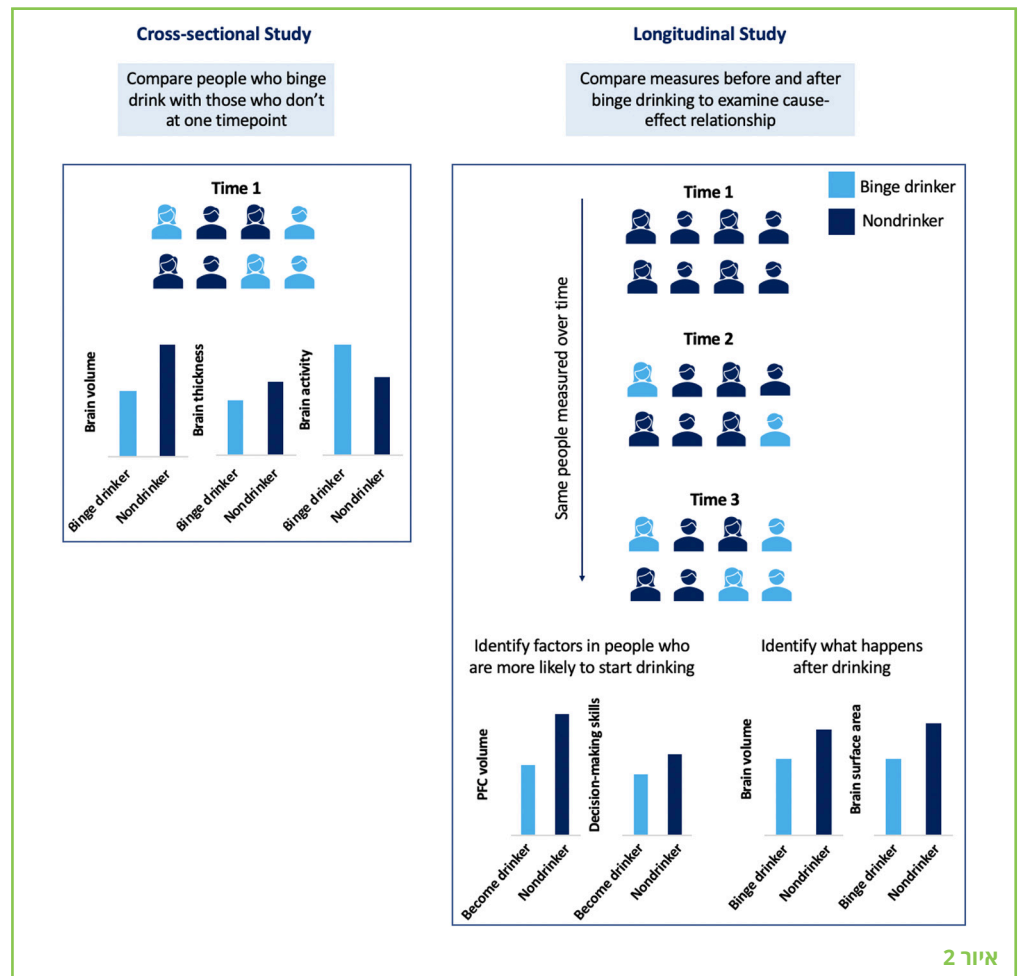 Cross-sectional Study
Compare people who binge
drink with those who don't
at one timepoint
Time 1
Brain volume
Binge drinker
Nondrinker
Brain thickness
Binge drinker
Nondrinker
Brain activity
Binge drinker
Nondrinker
Longitudinal Study
Compare measures before and after
binge drinking to examine cause-
effect relationship
Binge drinker
Nondrinker
Same people measured over time
Time 1
Time 2
Time 3
Identify factors in people who
are more likely to start drinking
PFC volume
Become drinker
Nondrinker
Decision-making skills
Become drinker
Nondrinker
Identify what happens
after drinking
Brain volume
Binge drinker
Nondrinker
Brain surface area
Binge drinker
Nondrinker
איור 2